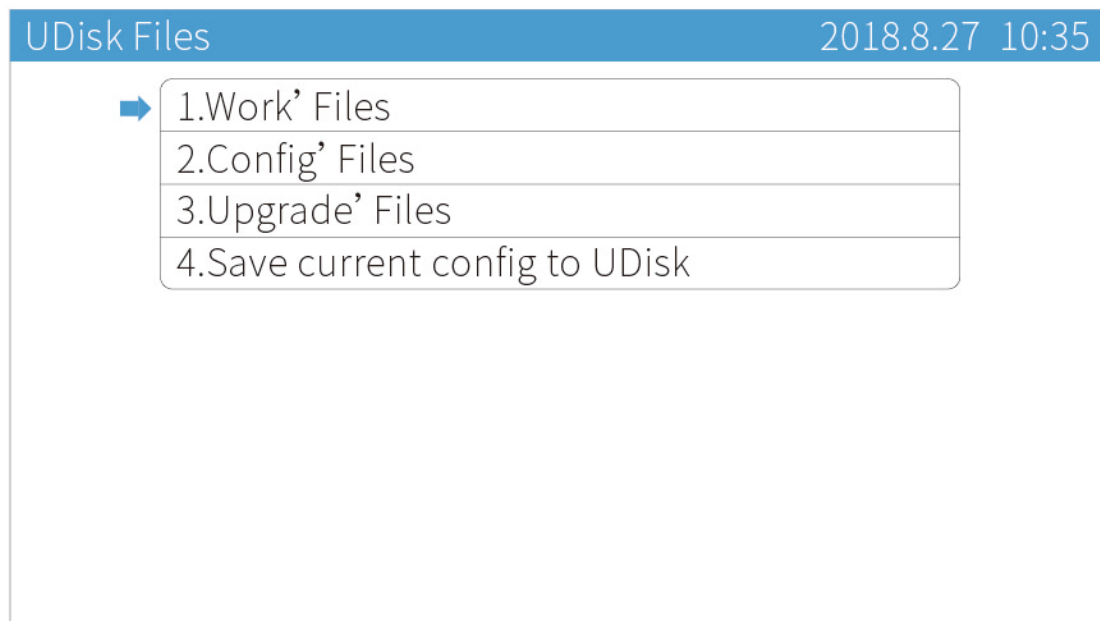 UDisk Files 2018.8.27 10:35
1.Work’ Files
2.Config’ Files
3.Upgrade’ Files
4.Save current config to UDisk